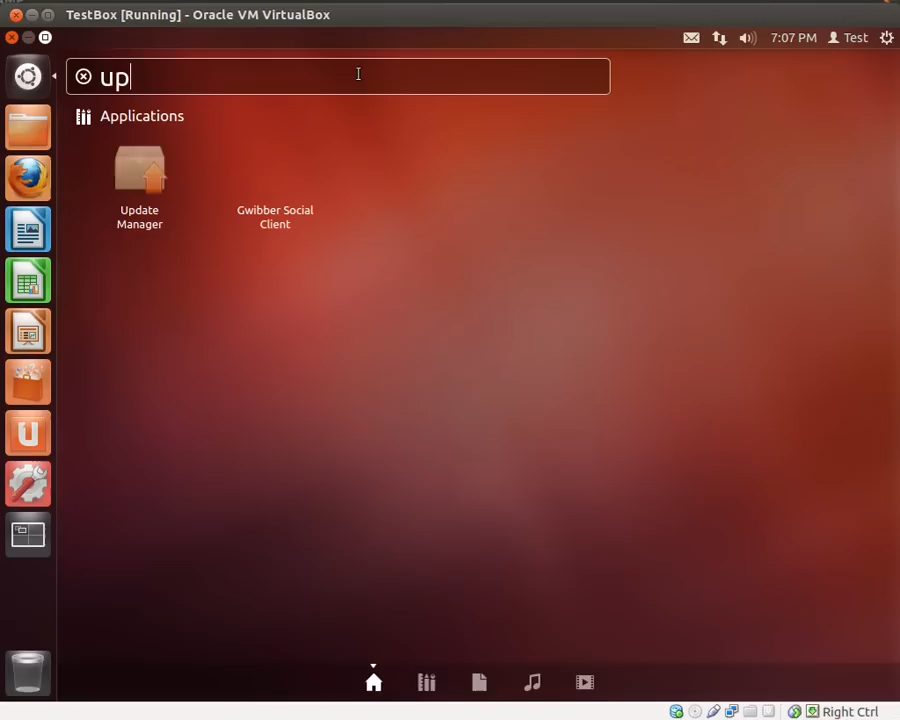 TestBox [Running] - Oracle VM VirtualBox
7:07 PM Test
up
Applications
Update
Manager
Gwibber Social
Client
Right Ctrl